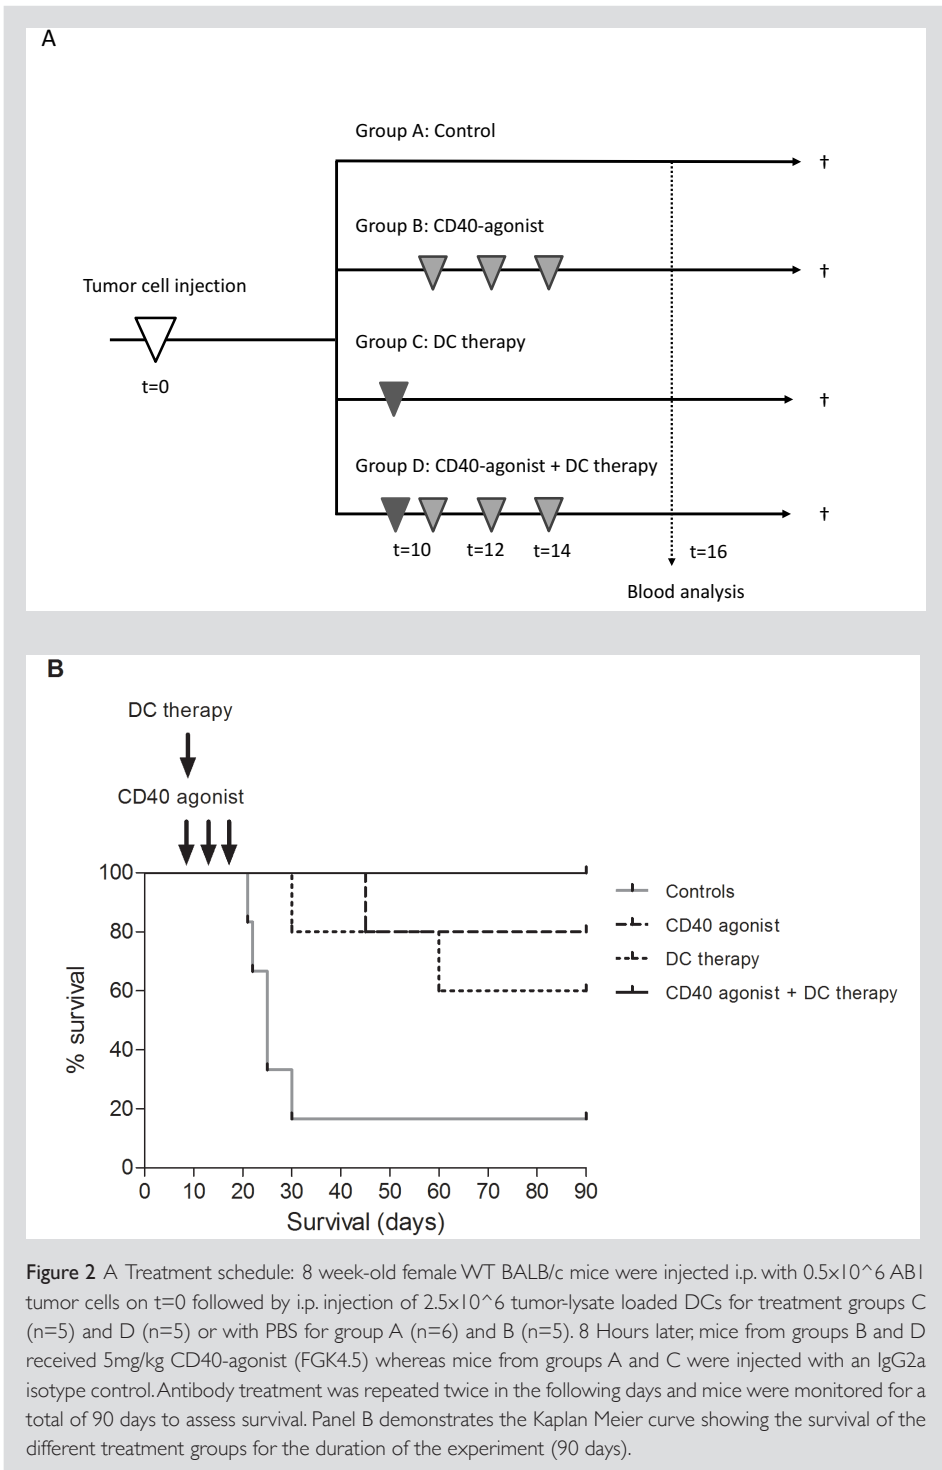 A
Group A: Control
†
Group B: CD40-agonist
†
Tumor cell injection
t=0
Group C: DC therapy
†
Group D: CD40-agonist + DC therapy
†
t=10 t=12 t=14 t=16
Blood analysis
B
DC therapy
CD40 agonist
100
80
60
40
20
0
% survival
0 10 20 30 40 50 60 70 80 90
Survival (days)
Controls
CD40 agonist
DC therapy
CD40 agonist + DC therapy
Figure 2 A Treatment schedule: 8 week-old female WT BALB/c mice were injected i.p. with 0.5x10^6 AB1
tumor cells on t=0 followed by i.p. injection of 2.5x10^6 tumor-lysate loaded DCs for treatment groups C
(n=5) and D (n=5) or with PBS for group A (n=6) and B (n=5). 8 Hours later, mice from groups B and D
received 5mg/kg CD40-agonist (FGK4.5) whereas mice from groups A and C were injected with an IgG2a
isotype control. Antibody treatment was repeated twice in the following days and mice were monitored for a
total of 90 days to assess survival. Panel B demonstrates the Kaplan Meier curve showing the survival of the
different treatment groups for the duration of the experiment (90 days).